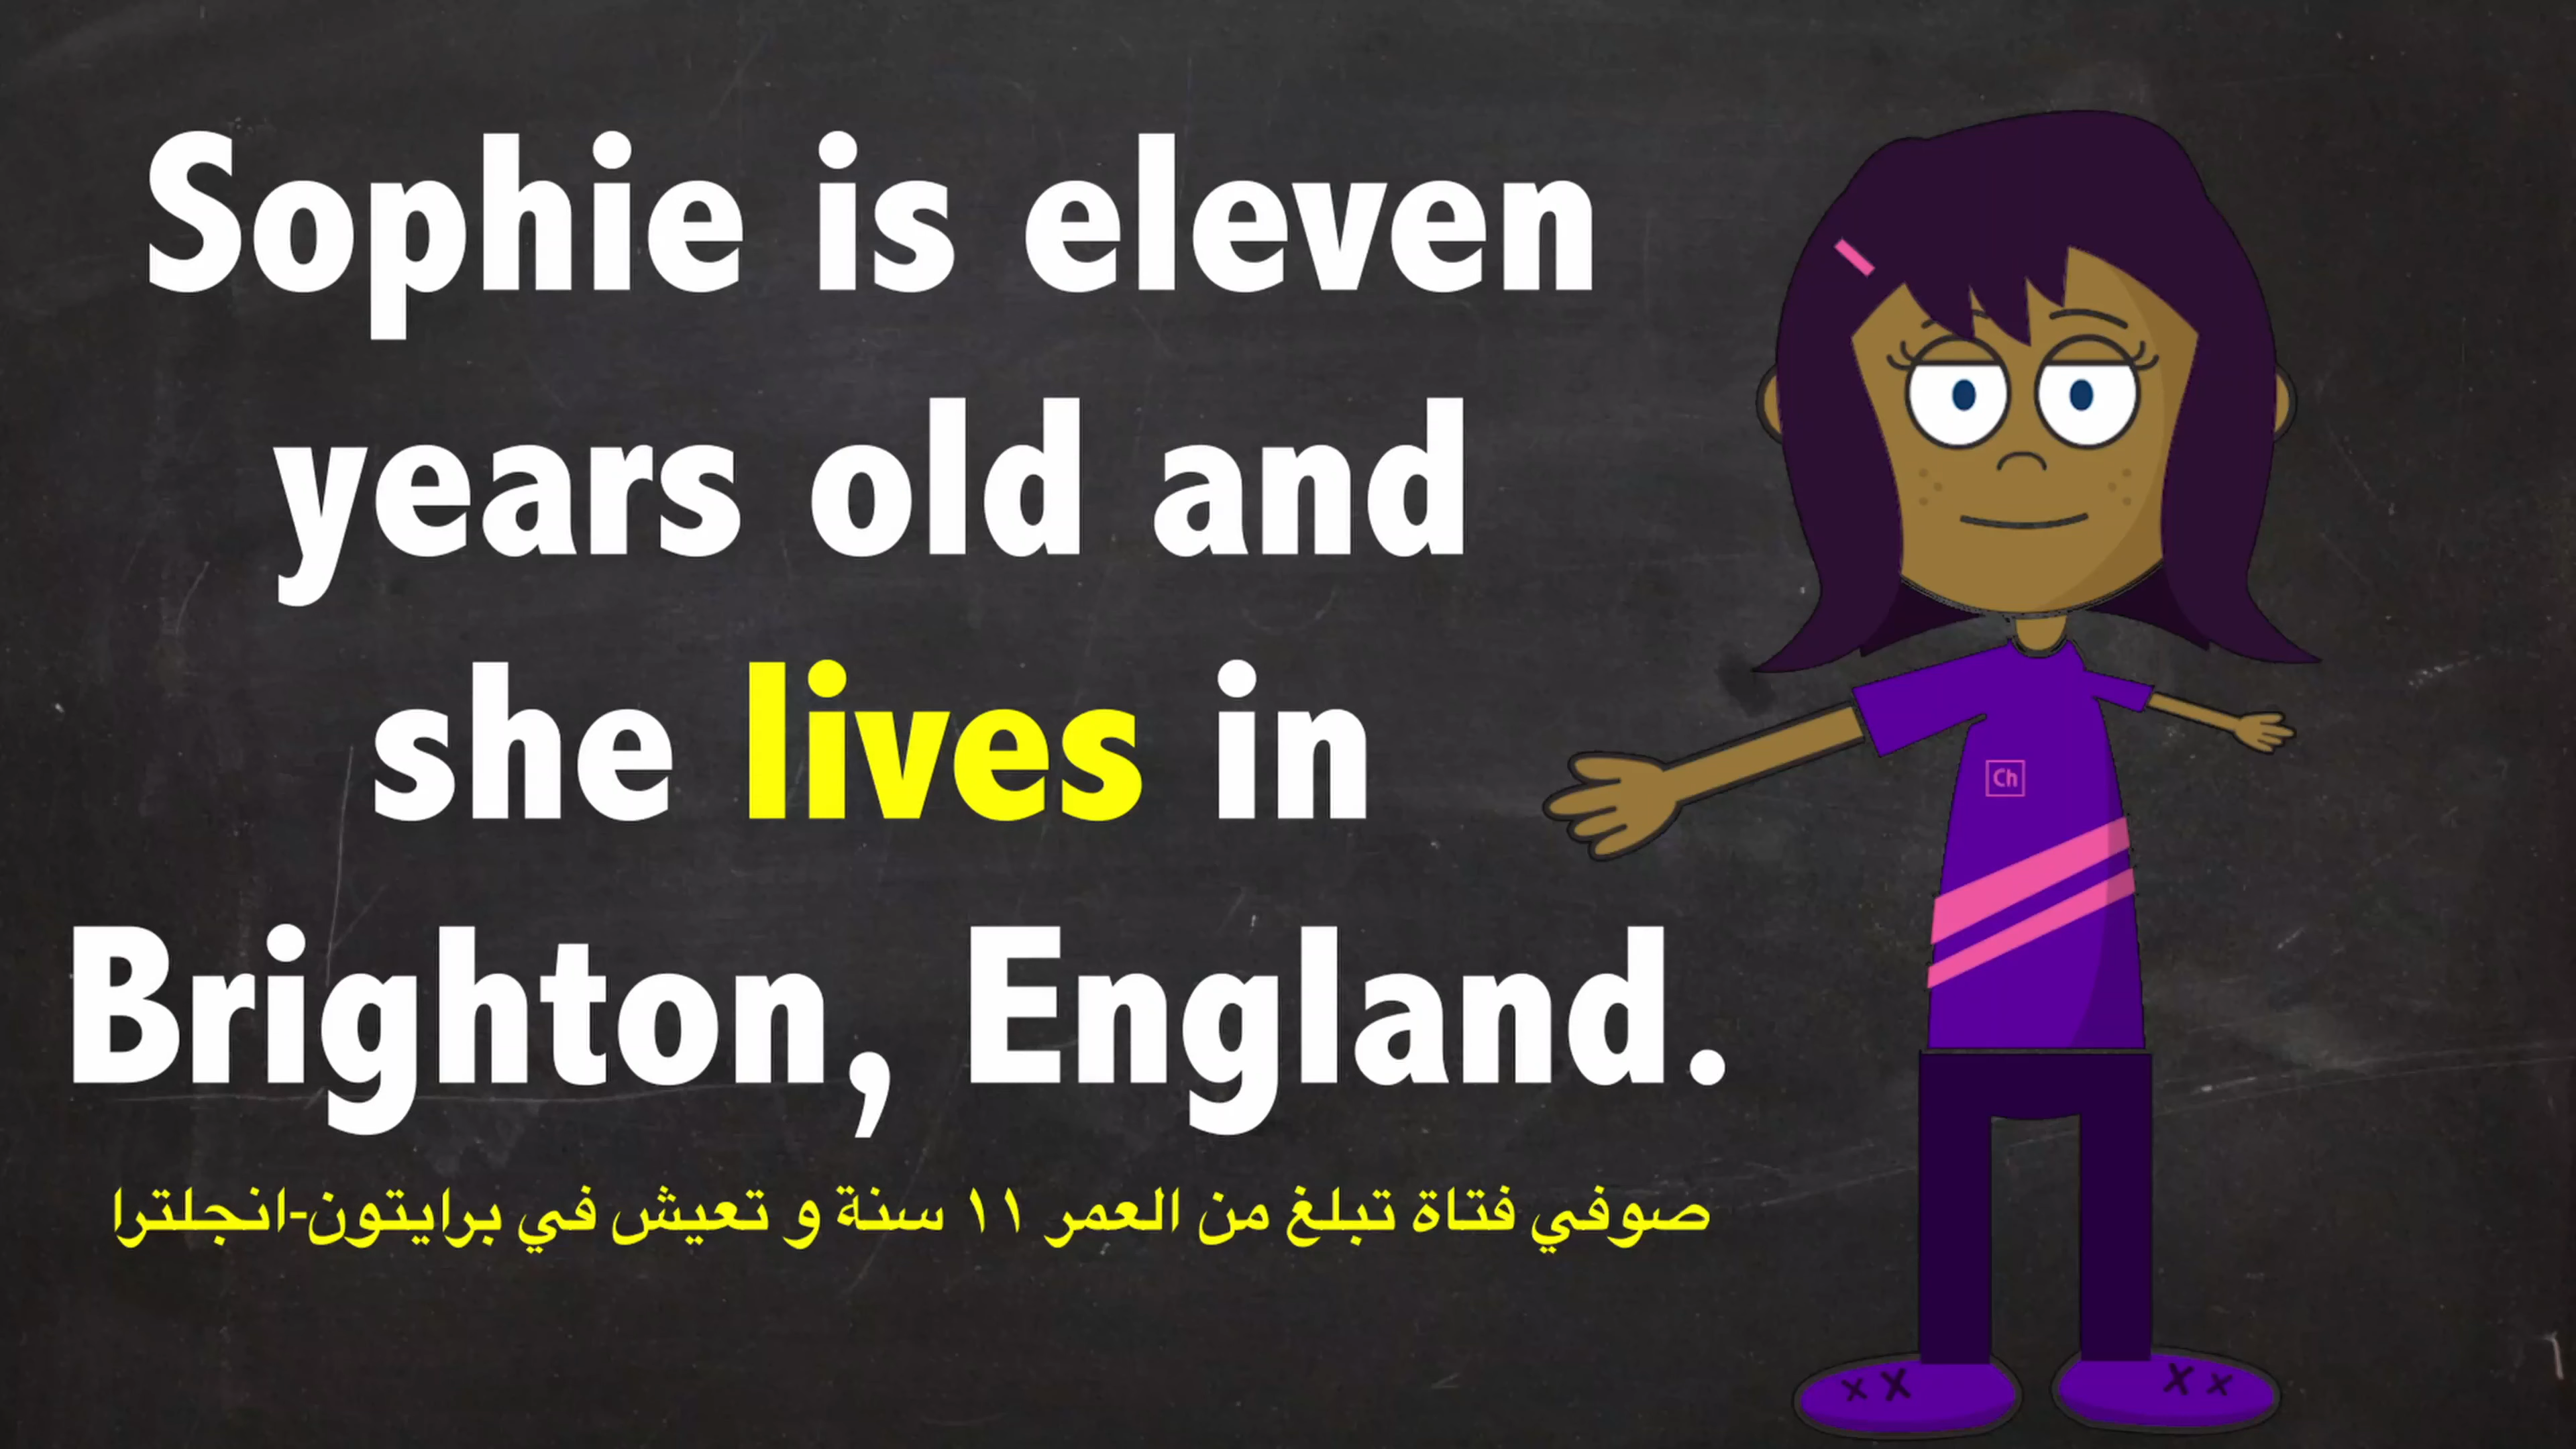 Sophie is eleven
years old and
she lives in
Brighton, England.
صوفي فتاة تبلغ من العمر ١١ سنة و تعيش في برايتون-انجلترا
Ch